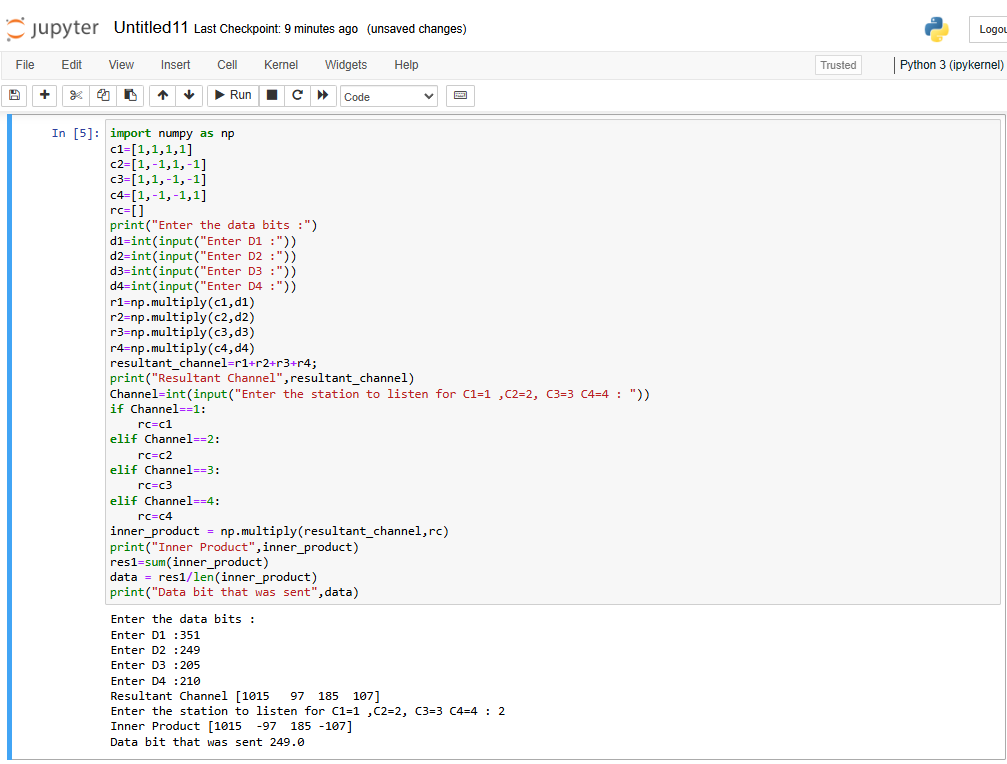 jupyter Untitled11 Last Checkpoint: 9 minutes ago (unsaved changes)
File Edit View Insert Cell Kernel Widgets Help Trusted Python 3 (ipykernel)
Run Code
In [5]: import numpy as np
c1=[1,1,1,1]
c2=[1,-1,1,-1]
c3=[1,1,-1,-1]
c4=[1,-1,-1,1]
rc=[]
print("Enter the data bits :")
d1=int(input("Enter D1 :"))
d2=int(input("Enter D2 :"))
d3=int(input("Enter D3 :"))
d4=int(input("Enter D4 :"))
r1=np.multiply(c1,d1)
r2=np.multiply(c2,d2)
r3=np.multiply(c3,d3)
r4=np.multiply(c4,d4)
resultant_channel=r1+r2+r3+r4;
print("Resultant Channel",resultant_channel)
Channel=int(input("Enter the station to listen for C1=1 ,C2=2, C3=3 C4=4 : "))
if Channel==1:
    rc=c1
elif Channel==2:
    rc=c2
elif Channel==3:
    rc=c3
elif Channel==4:
    rc=c4
inner_product = np.multiply(resultant_channel,rc)
print("Inner Product",inner_product)
res1=sum(inner_product)
data = res1/len(inner_product)
print("Data bit that was sent",data)
Enter the data bits :
Enter D1 :351
Enter D2 :249
Enter D3 :205
Enter D4 :210
Resultant Channel [1015   97  185  107]
Enter the station to listen for C1=1 ,C2=2, C3=3 C4=4 : 2
Inner Product [1015  -97  185 -107]
Data bit that was sent 249.0